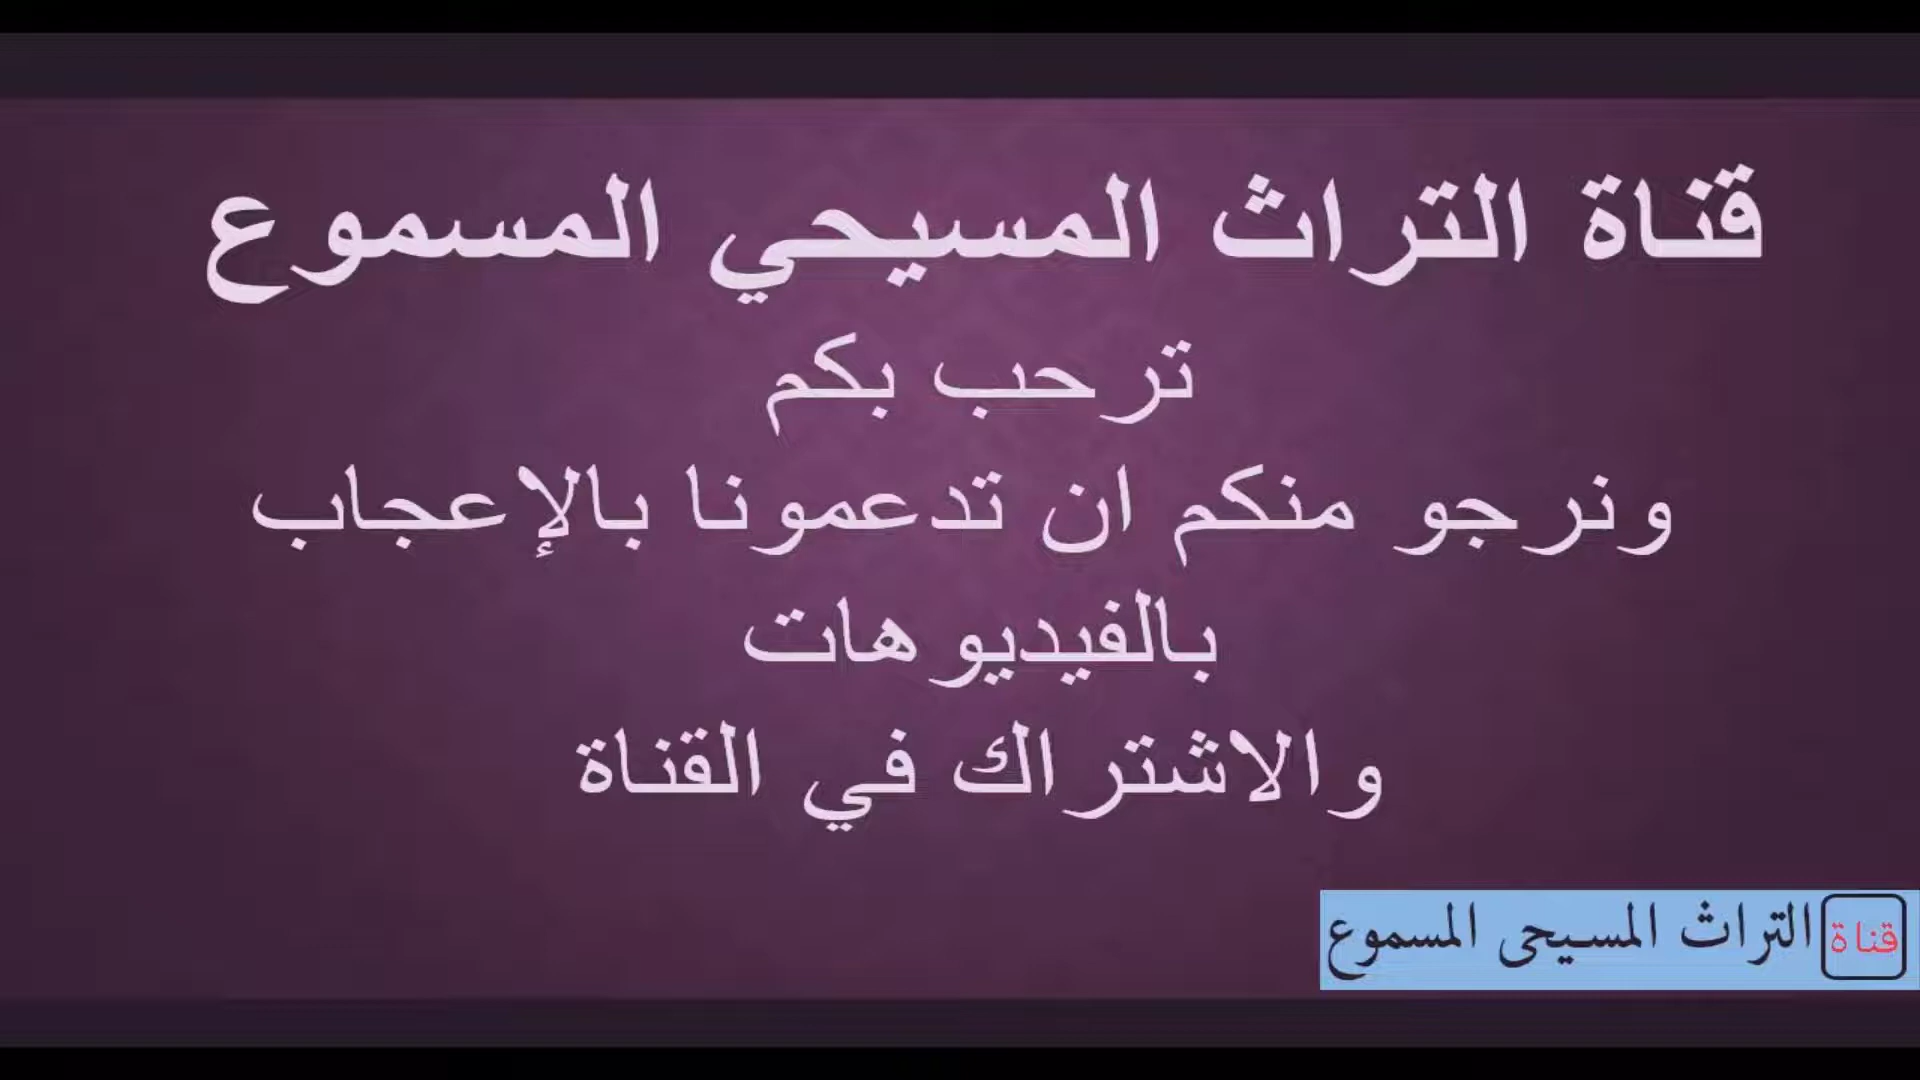 قناة التراث المسيحي المسموع
ترحب بكم
ونرجو منكم ان تدعمونا بالإعجاب
بالفيديوهات
والاشتراك في القناة
قناة التراث المسيحى المسموع